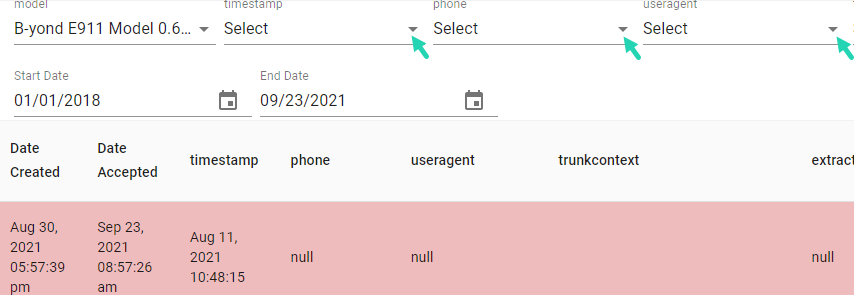 model timestamp phone useragent
B-yond E911 Model 0.6... Select Select Select
Start Date End Date
01/01/2018 09/23/2021
Date Created Date Accepted timestamp phone useragent trunkcontext extract
Aug 30, 2021 05:57:39 pm Sep 23, 2021 08:57:26 am Aug 11, 2021 10:48:15 null null null